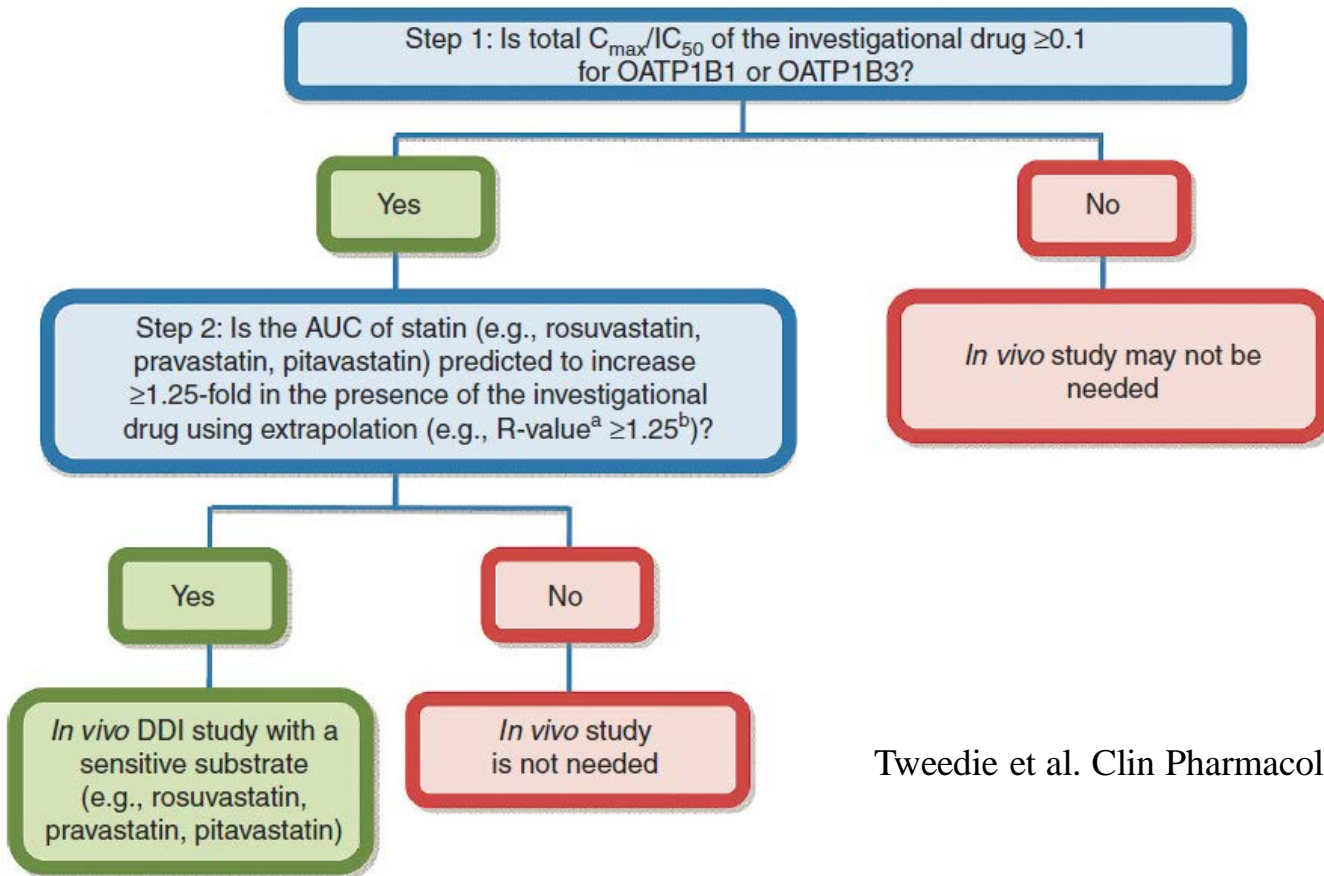 Step 1: Is total Cmax/IC50 of the investigational drug ≥0.1
for OATP1B1 or OATP1B3?
Yes
No
Step 2: Is the AUC of statin (e.g., rosuvastatin,
pravastatin, pitavastatin) predicted to increase
≥1.25-fold in the presence of the investigational
drug using extrapolation (e.g., R-valueᵃ ≥1.25ᵇ)?
In vivo study may not be
needed
Yes
No
In vivo DDI study with a
sensitive substrate
(e.g., rosuvastatin,
pravastatin, pitavastatin)
In vivo study
is not needed
Tweedie et al. Clin Pharmacol